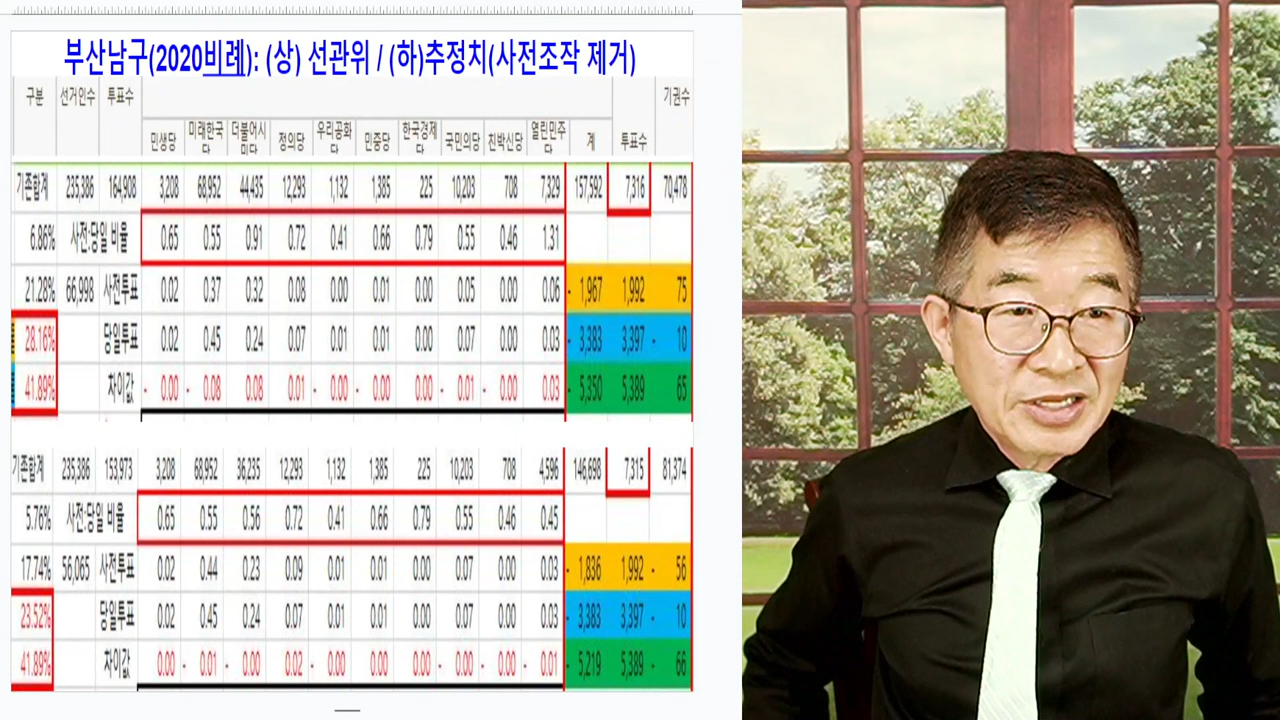 부산남구(2020비례): (상) 선관위 / (하)추정치(사전조작 제거)
구분 선거인수 투표수 기권수
민생당 미래한국당 더불어시민당 정의당 우리공화당 민중당 한국경제당 국민의당 친박신당 열린민주당 계 투표수
기존합계 235,386 164,908 3,208 68,952 44,435 12,293 1,132 1,385 225 10,203 708 7,329 157,592 7,316 70,478
6.86% 사전:당일 비율 0.65 0.55 0.91 0.72 0.41 0.66 0.79 0.55 0.46 1.31
21.28% 66,998 사전투표 0.02 0.37 0.32 0.08 0.00 0.01 0.00 0.05 0.00 0.06 - 1,967 1,992 75
28.16% 당일투표 0.02 0.45 0.24 0.07 0.01 0.01 0.00 0.07 0.00 0.03 - 3,383 3,397 - 10
41.89% 차이값 - 0.00 - 0.08 0.08 0.01 - 0.00 - 0.00 - 0.00 - 0.01 - 0.00 0.03 - 5,350 5,389 65
기존합계 235,386 153,973 3,208 68,952 36,235 12,293 1,132 1,385 225 10,203 708 4,596 146,698 7,315 81,374
5.76% 사전:당일 비율 0.65 0.55 0.56 0.72 0.41 0.66 0.79 0.55 0.46 0.45
17.74% 56,065 사전투표 0.02 0.44 0.23 0.09 0.01 0.01 0.00 0.07 0.00 0.03 - 1,836 1,992 - 56
23.52% 당일투표 0.02 0.45 0.24 0.07 0.01 0.01 0.00 0.07 0.00 0.03 - 3,383 3,397 - 10
41.89% 차이값 0.00 - 0.01 - 0.00 0.02 - 0.00 0.00 0.00 - 0.00 - 0.00 - 0.01 - 5,219 5,389 - 66